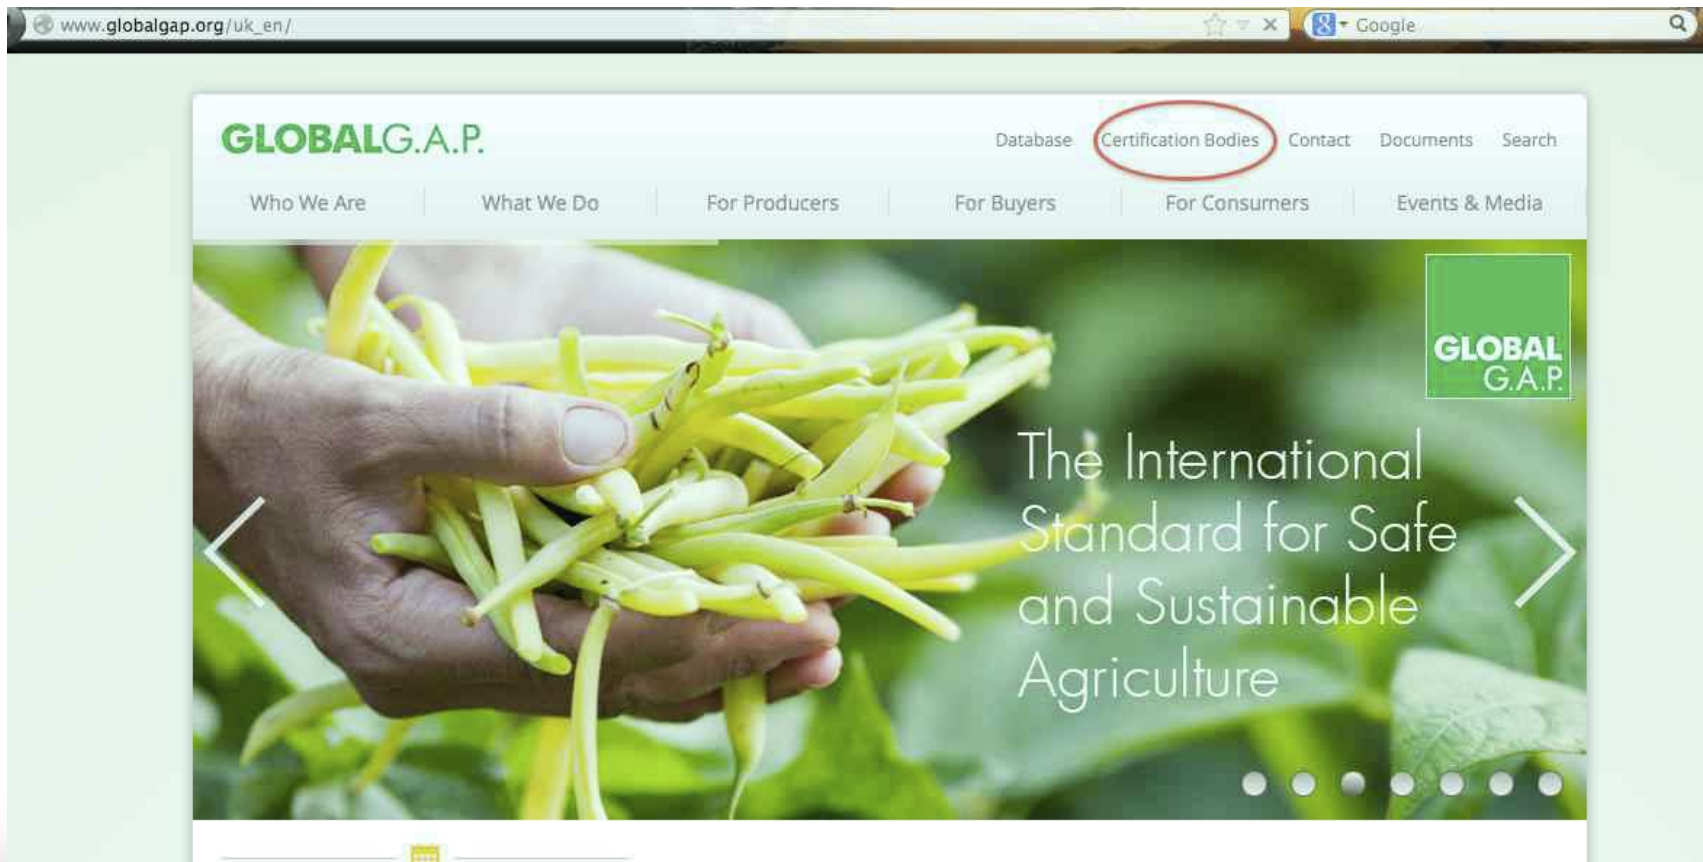 www.globalgap.org/uk_en/
Google
GLOBALG.A.P.
Database Certification Bodies Contact Documents Search
Who We Are What We Do For Producers For Buyers For Consumers Events & Media
GLOBAL
G.A.P.
The International
Standard for Safe
and Sustainable
Agriculture